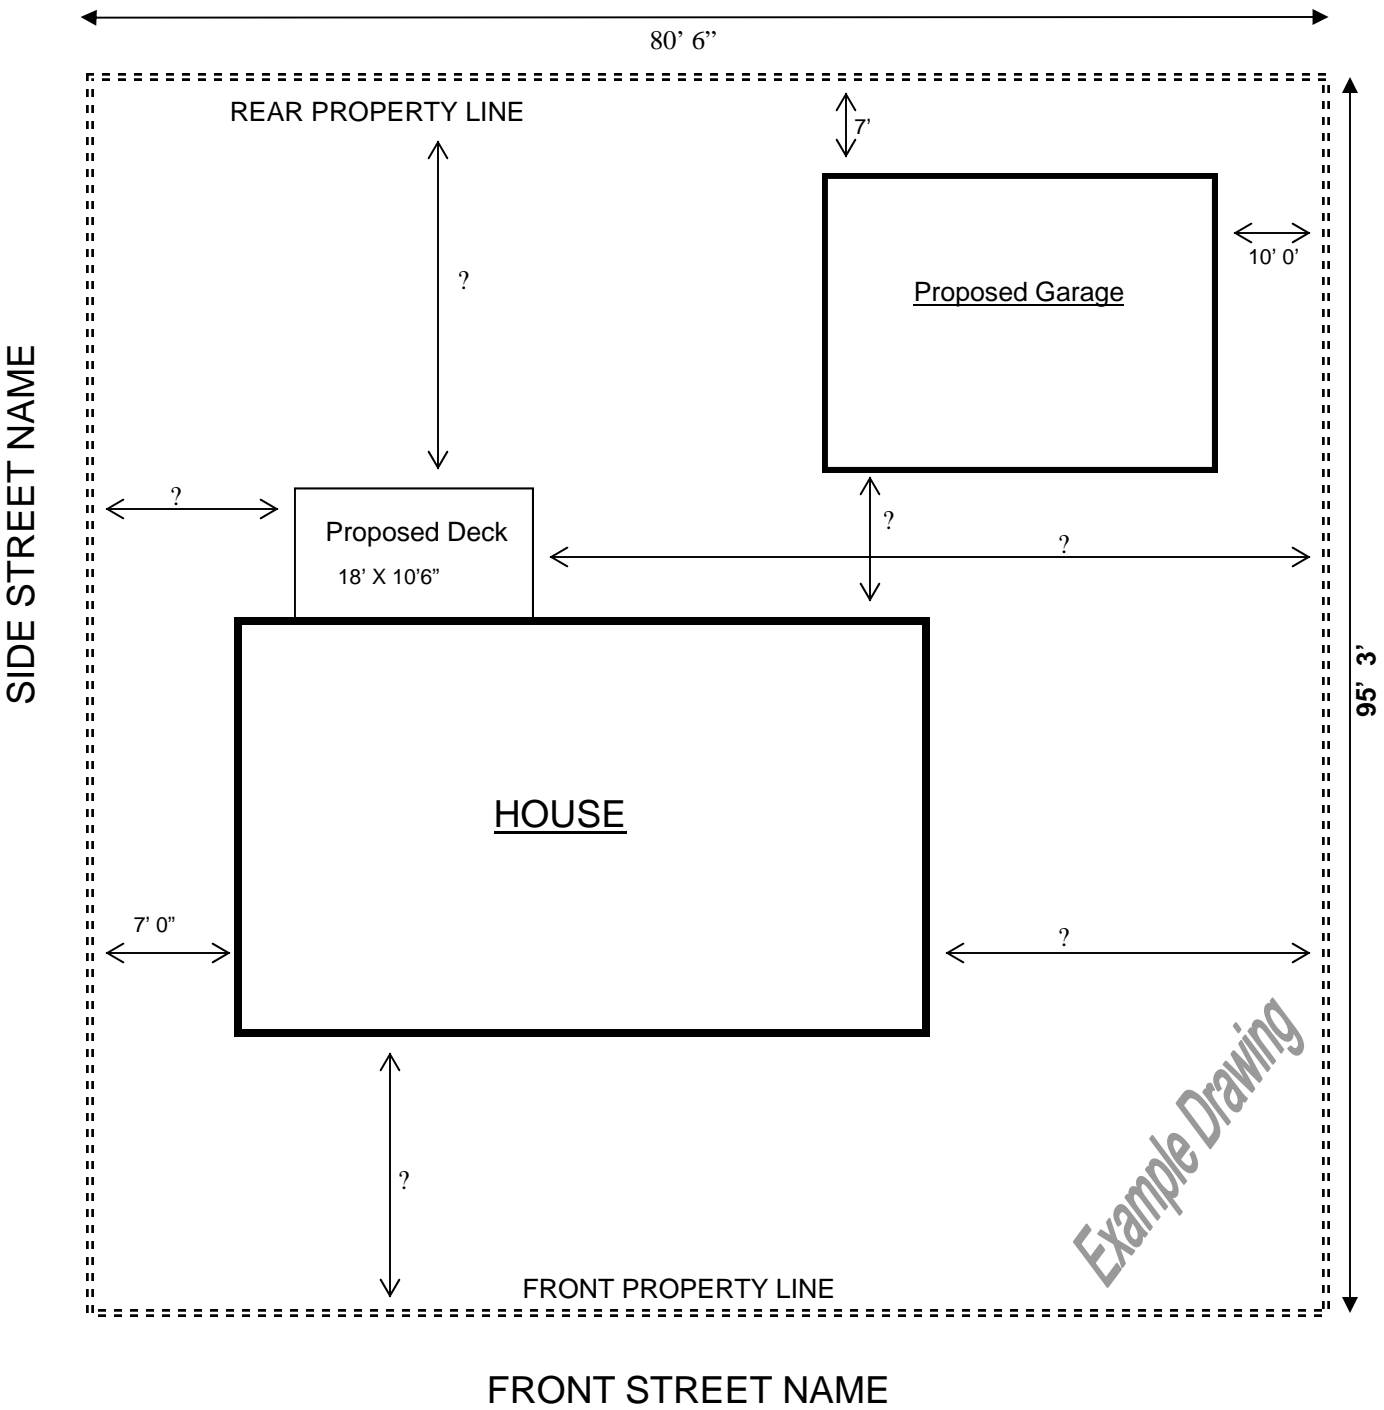 80’ 6”
REAR PROPERTY LINE
7’
10’ 0’
?
Proposed Garage
SIDE STREET NAME
?
Proposed Deck
18’ X 10’6”
?
?
95’ 3’
HOUSE
7’ 0”
?
Example Drawing
?
FRONT PROPERTY LINE
FRONT STREET NAME